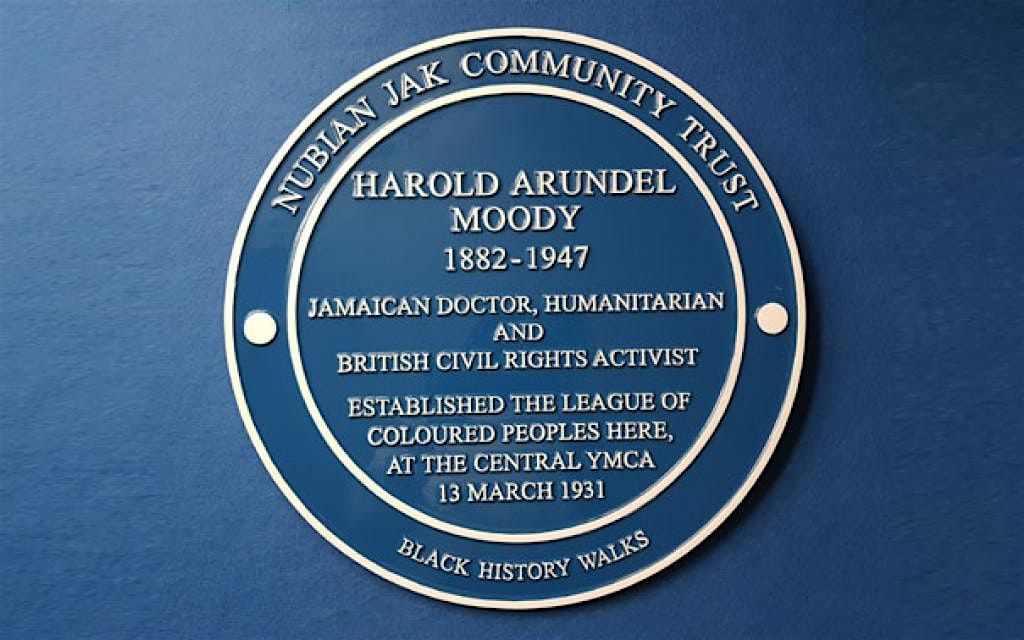 NUBIAN JAK COMMUNITY TRUST
HAROLD ARUNDEL
MOODY
1882-1947
JAMAICAN DOCTOR, HUMANITARIAN
AND
BRITISH CIVIL RIGHTS ACTIVIST
ESTABLISHED THE LEAGUE OF
COLOURED PEOPLES HERE,
AT THE CENTRAL YMCA
13 MARCH 1931
BLACK HISTORY WALKS